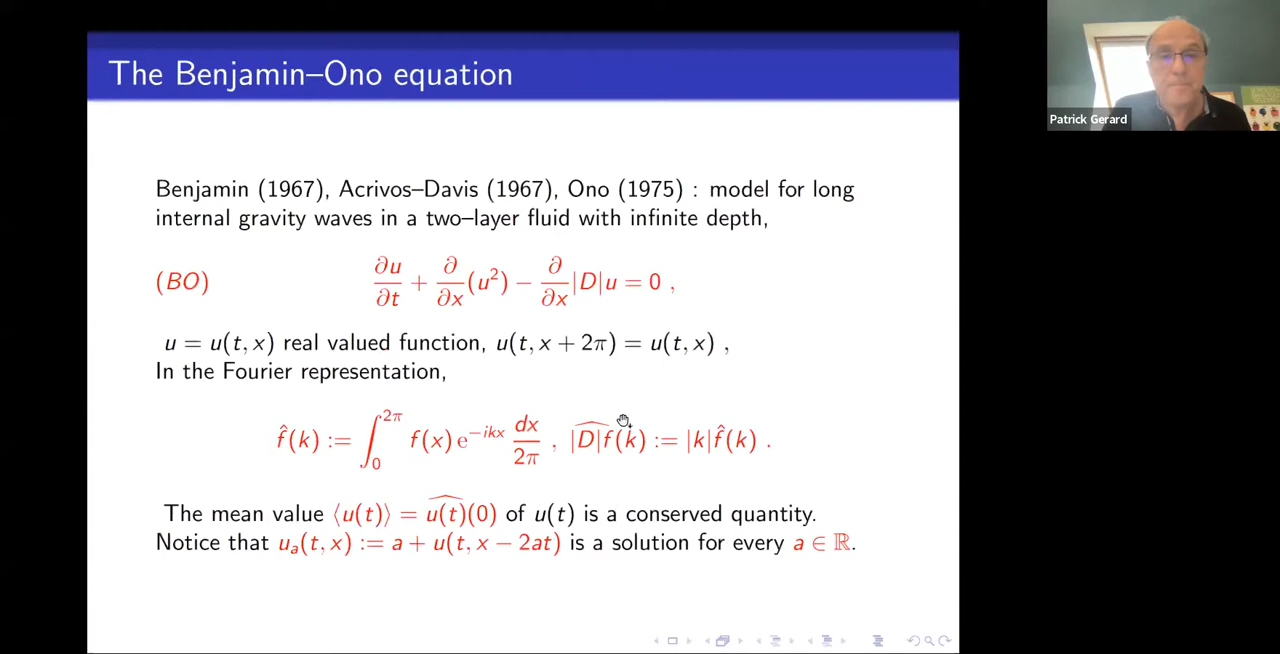 The Benjamin–Ono equation
Patrick Gerard
Benjamin (1967), Acrivos–Davis (1967), Ono (1975) : model for long
internal gravity waves in a two–layer fluid with infinite depth,
(BO) ∂u/∂t + ∂/∂x (u²) − ∂/∂x |D|u = 0 ,
u = u(t, x) real valued function, u(t, x + 2π) = u(t, x) ,
In the Fourier representation,
f̂(k) := ∫₀^{2π} f(x) e^{−ikx} dx/2π , \widehat{|D|f}(k) := |k|f̂(k) .
The mean value ⟨u(t)⟩ = \widehat{u(t)}(0) of u(t) is a conserved quantity.
Notice that uₐ(t, x) := a + u(t, x − 2at) is a solution for every a ∈ ℝ.